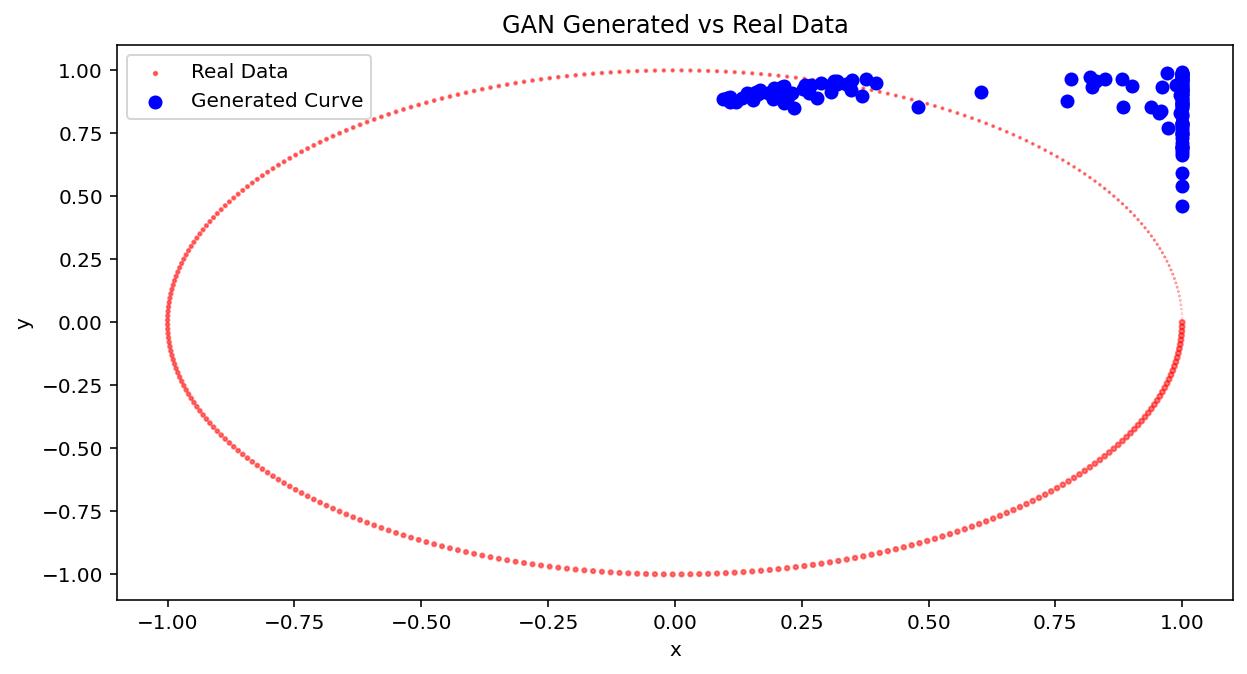 GAN Generated vs Real Data
Real Data
Generated Curve
1.00
0.75
0.50
0.25
0.00
−0.25
−0.50
−0.75
−1.00
y
−1.00 −0.75 −0.50 −0.25 0.00 0.25 0.50 0.75 1.00
x